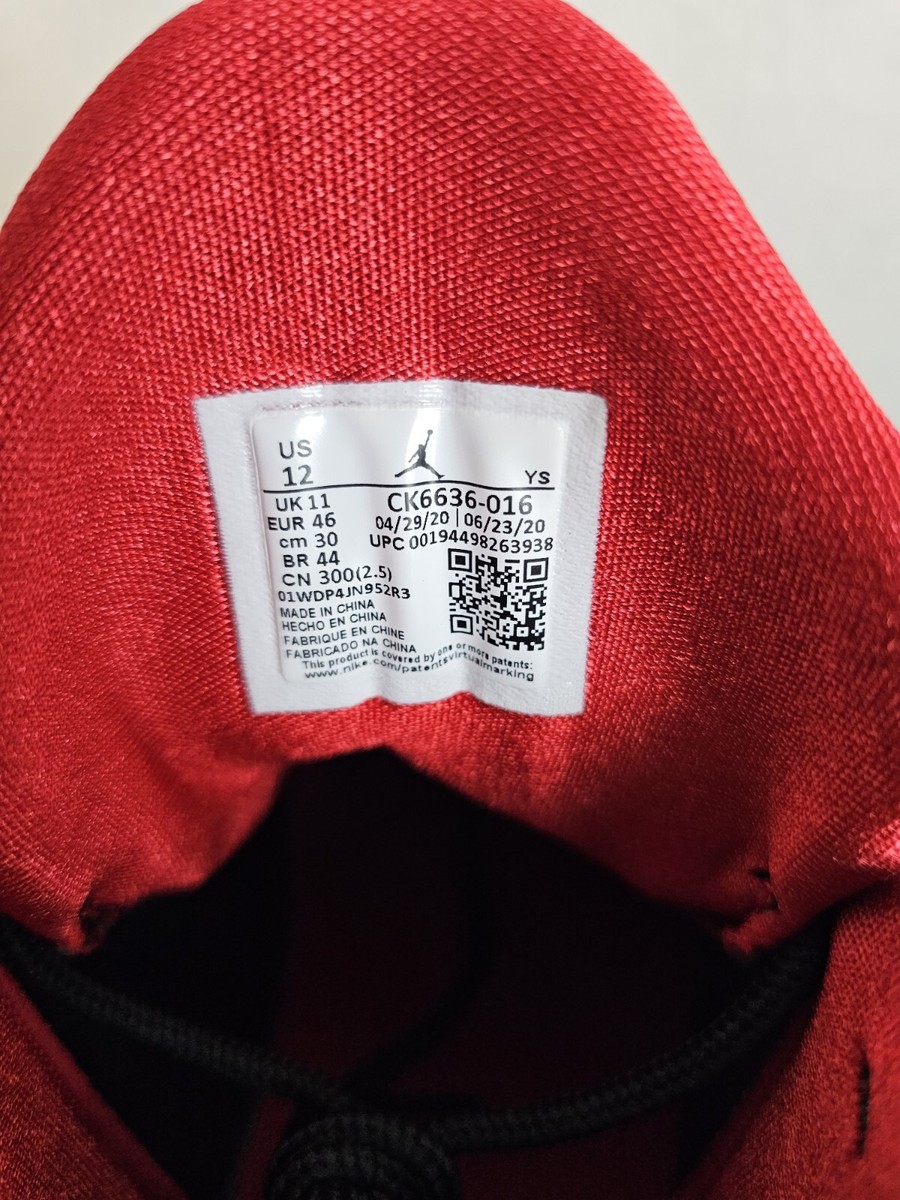 US
12
YS
UK 11
CK6636-016
EUR 46
04/29/20 | 06/23/20
cm 30
UPC 00194498263938
BR 44
CN 300(2.5)
01WDP4JN952R3
MADE IN CHINA
HECHO EN CHINA
FABRIQUE EN CHINE
FABRICADO NA CHINA
This product is covered by one or more patents:
www.nike.com/patentsvirtualmarking